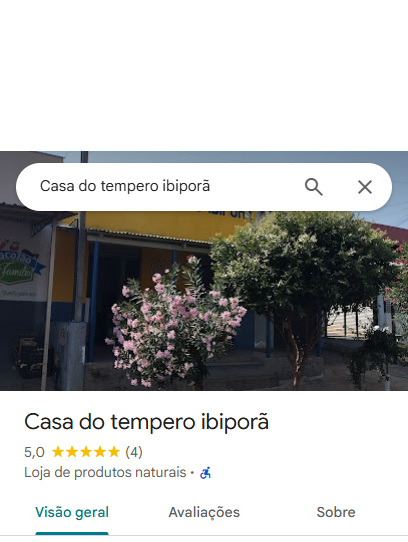 Casa do tempero ibiporã
Família
Casa do tempero ibiporã
5,0 (4)
Loja de produtos naturais ·
Visão geral
Avaliações
Sobre